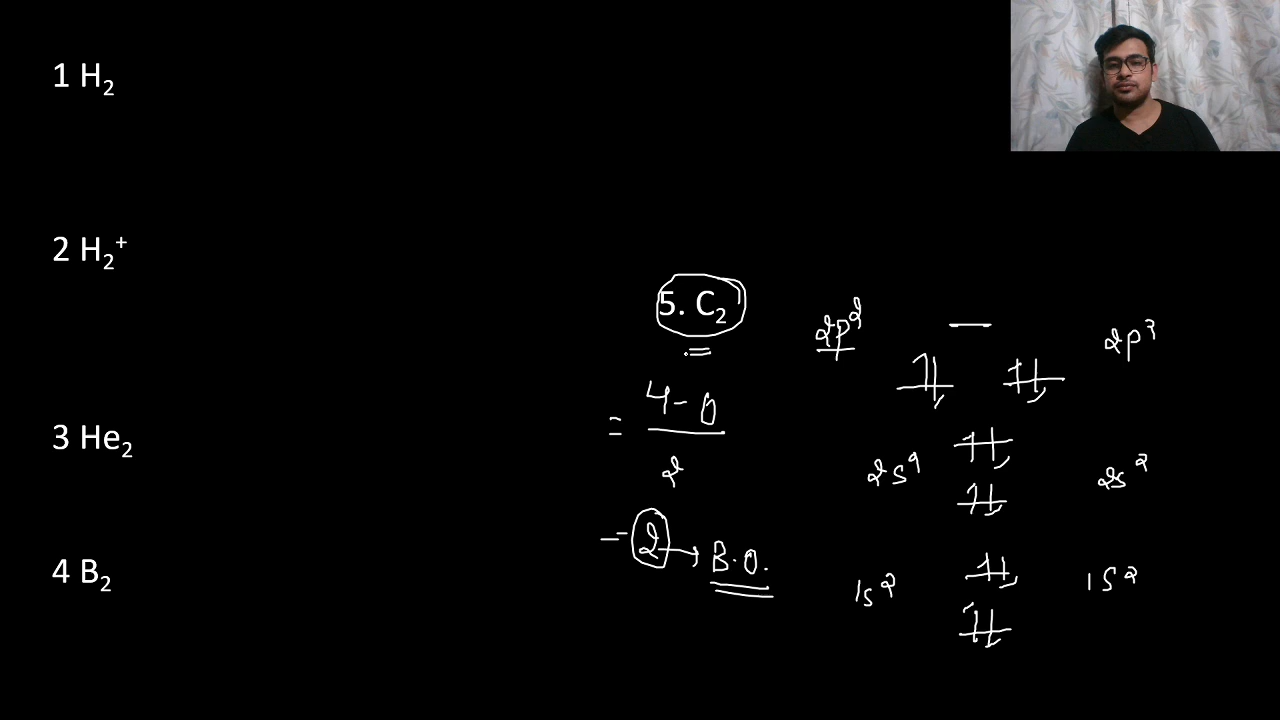 1 H₂
2 H₂⁺
3 He₂
4 B₂
5. C₂
=
= 4 - 0
2
= 2 → B.O.
2p² 2p²
2s² 2s²
1s² 1s²